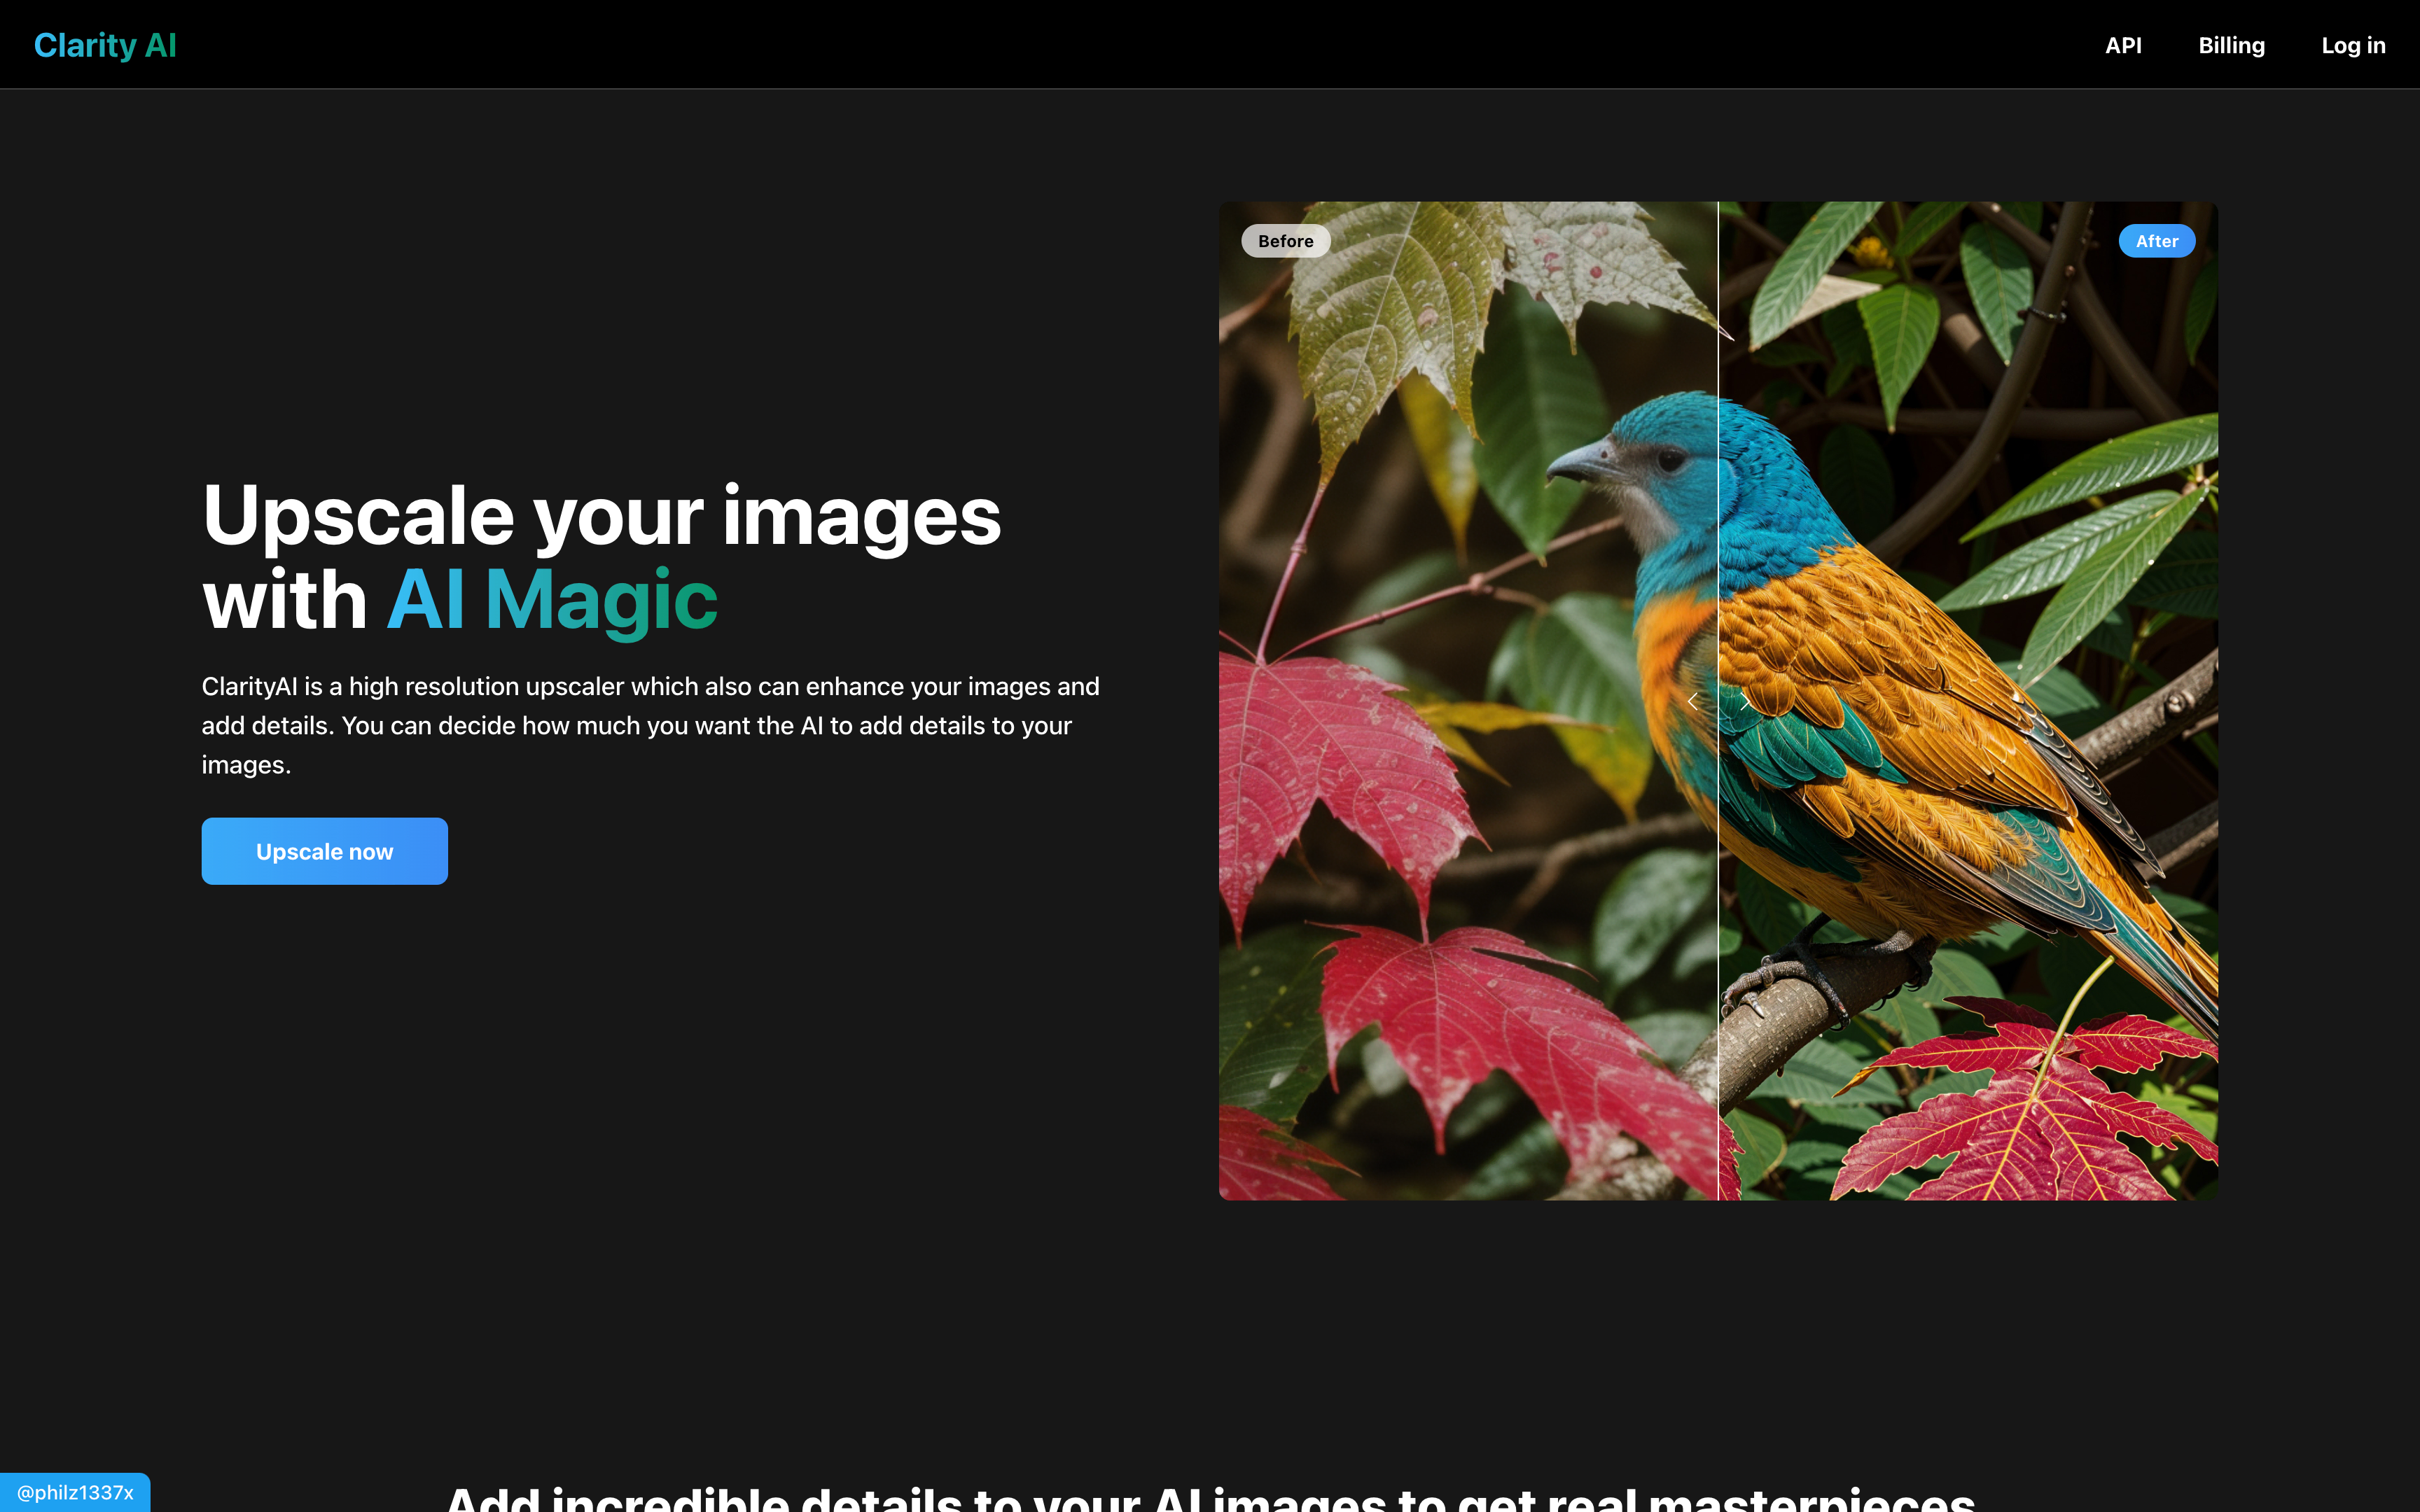 Clarity AI
API
Billing
Log in
Before
After
Upscale your images
with AI Magic
ClarityAI is a high resolution upscaler which also can enhance your images and
add details. You can decide how much you want the AI to add details to your
images.
Upscale now
@philz1337x
Add incredible details to your AI images to get real masterpieces